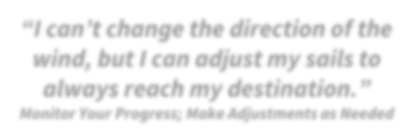 “I can’t change the direction of the
wind, but I can adjust my sails to
always reach my destination.”
Monitor Your Progress; Make Adjustments as Needed